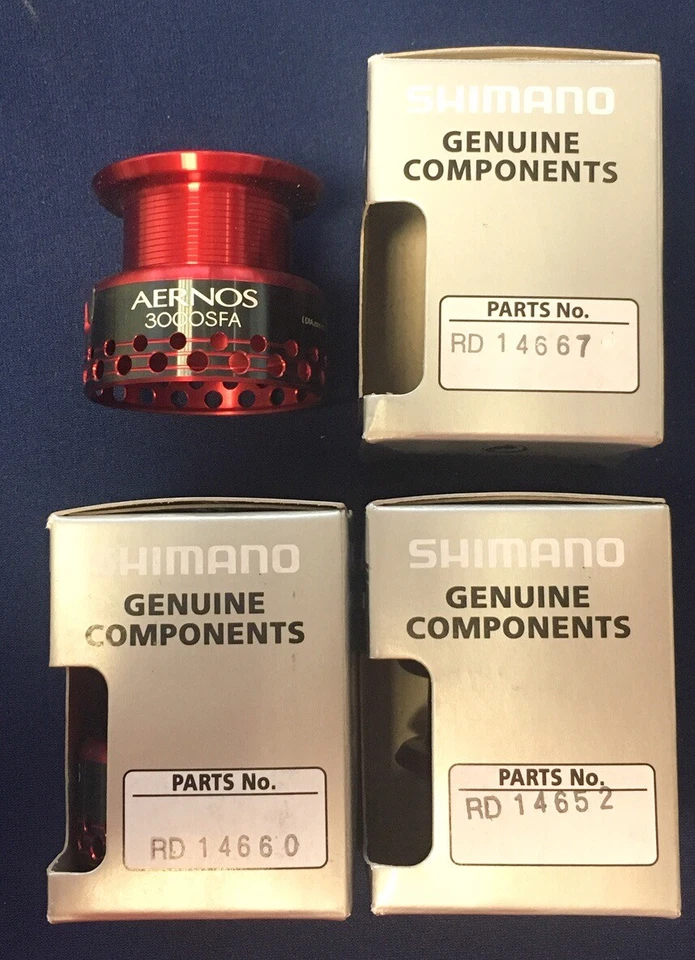 AERNOS
3000SFA
SHIMANO
GENUINE
COMPONENTS
PARTS No.
RD 14667
SHIMANO
GENUINE
COMPONENTS
PARTS No.
RD 14660
SHIMANO
GENUINE
COMPONENTS
PARTS No.
RD 14652